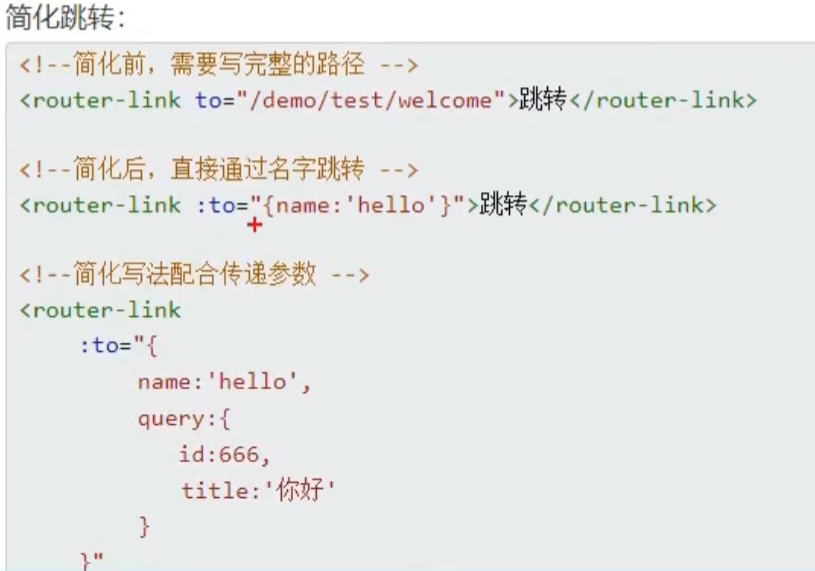 简化跳转：
<!--简化前，需要写完整的路径 -->
<router-link to="/demo/test/welcome">跳转</router-link>
<!--简化后，直接通过名字跳转 -->
<router-link :to="{name:'hello'}">跳转</router-link>
<!--简化写法配合传递参数 -->
<router-link
:to="{
name:'hello',
query:{
id:666,
title:'你好'
}
}"